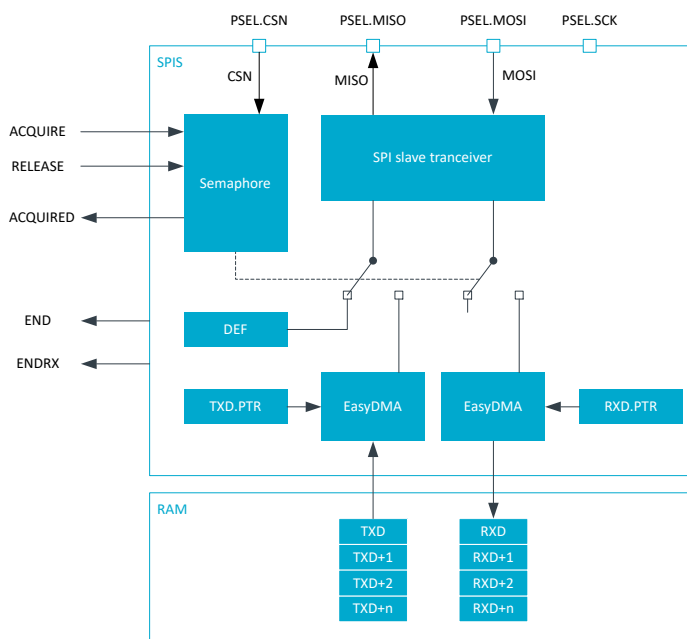 PSEL.CSN PSEL.MISO PSEL.MOSI PSEL.SCK
SPIS
CSN MISO MOSI
ACQUIRE
RELEASE
ACQUIRED
Semaphore
SPI slave tranceiver
END
ENDRX
DEF
TXD.PTR EasyDMA EasyDMA RXD.PTR
RAM
TXD RXD
TXD+1 RXD+1
TXD+2 RXD+2
TXD+n RXD+n